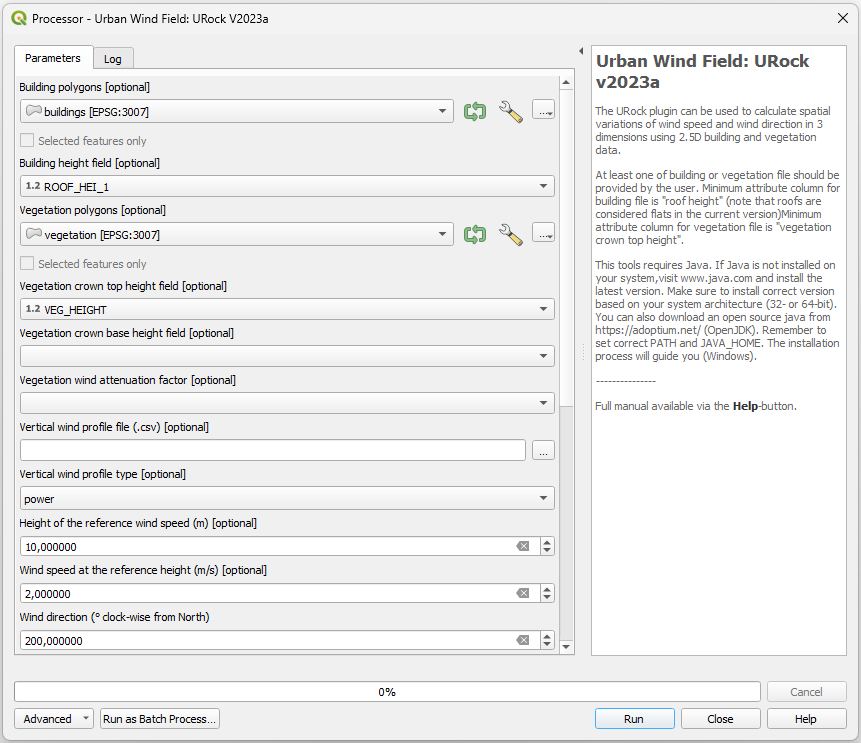 Processor - Urban Wind Field: URock V2023a
Parameters
Log
Building polygons [optional]
buildings [EPSG:3007]
...
Selected features only
Building height field [optional]
1.2 ROOF_HEI_1
Vegetation polygons [optional]
vegetation [EPSG:3007]
...
Selected features only
Vegetation crown top height field [optional]
1.2 VEG_HEIGHT
Vegetation crown base height field [optional]
Vegetation wind attenuation factor [optional]
Vertical wind profile file (.csv) [optional]
...
Vertical wind profile type [optional]
power
Height of the reference wind speed (m) [optional]
10,000000
Wind speed at the reference height (m/s) [optional]
2,000000
Wind direction (° clock-wise from North)
200,000000
Urban Wind Field: URock
v2023a
The URock plugin can be used to calculate spatial
variations of wind speed and wind direction in 3
dimensions using 2.5D building and vegetation
data.
At least one of building or vegetation file should be
provided by the user. Minimum attribute column for
building file is "roof height" (note that roofs are
considered flats in the current version)Minimum
attribute column for vegetation file is "vegetation
crown top height".
This tools requires Java. If Java is not installed on
your system,visit www.java.com and install the
latest version. Make sure to install correct version
based on your system architecture (32- or 64-bit).
You can also download an open source java from
https://adoptium.net/ (OpenJDK). Remember to
set correct PATH and JAVA_HOME. The installation
process will guide you (Windows).
---------------
Full manual available via the Help-button.
0%
Cancel
Advanced
Run as Batch Process...
Run
Close
Help